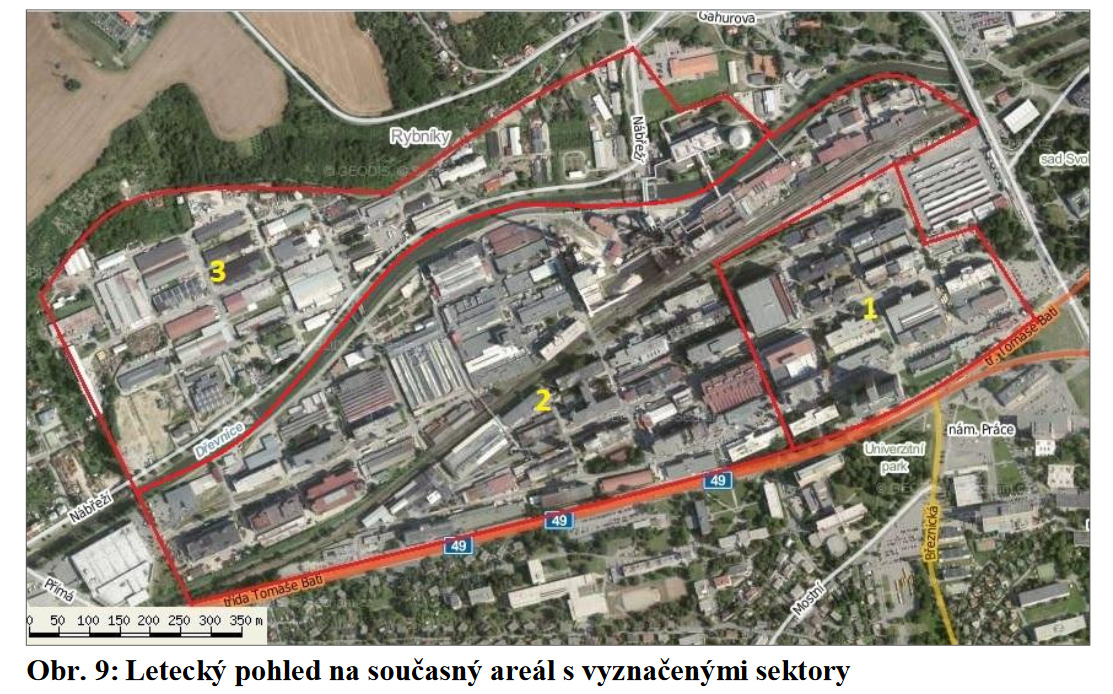 Gahurova
Rybníky
Nábřeží
sad Svo
© GEODIS
3
1
tř. Tomáše Bati
2
Dřevnice
nám. Práce
Univerzitní
park
49
49
49
Nábřeží
Březnická
Přímá
třída Tomáše Bati
Mostní
0 50 100 150 200 250 300 350 m
Obr. 9: Letecký pohled na současný areál s vyznačenými sektory